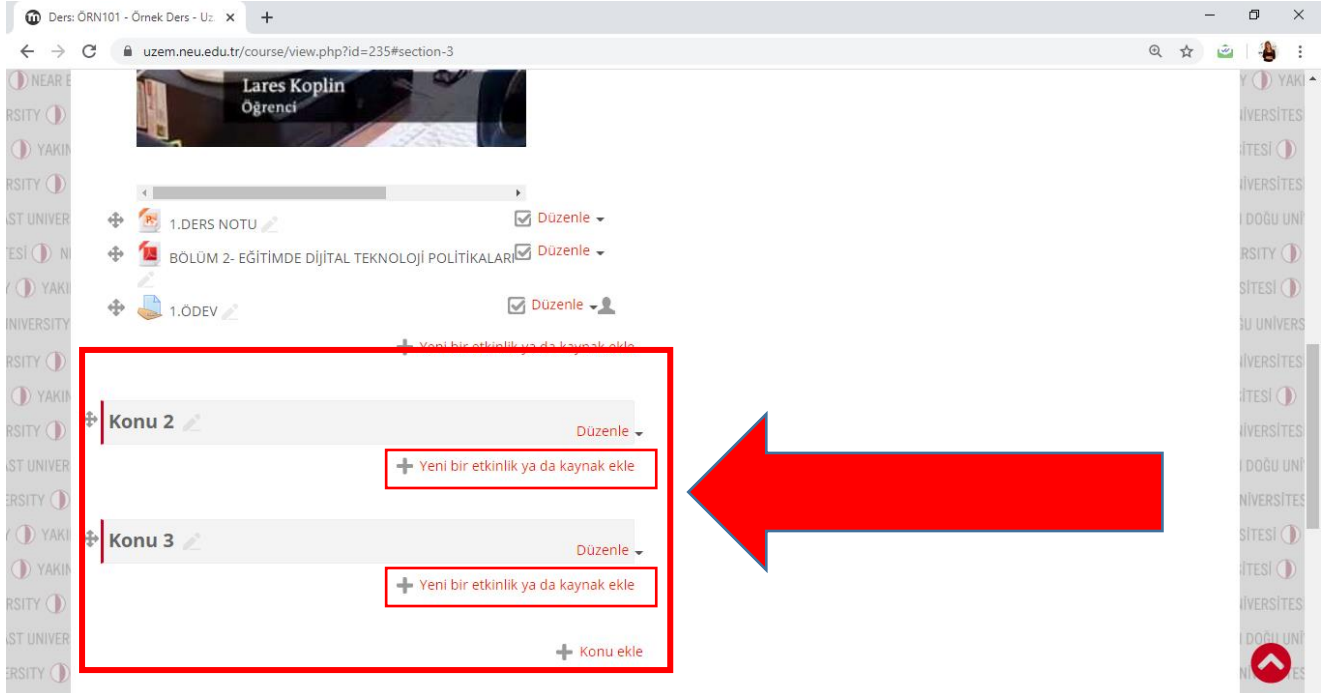 Ders: ÖRN101 - Örnek Ders - Uz
uzem.neu.edu.tr/course/view.php?id=235#section-3
Lares Koplin
Öğrenci
1.DERS NOTU
Düzenle
BÖLÜM 2- EĞİTİMDE DİJİTAL TEKNOLOJİ POLİTİKALARI
Düzenle
1.ÖDEV
Düzenle
Yeni bir etkinlik ya da kaynak ekle
Konu 2
Düzenle
Yeni bir etkinlik ya da kaynak ekle
Konu 3
Düzenle
Yeni bir etkinlik ya da kaynak ekle
Konu ekle